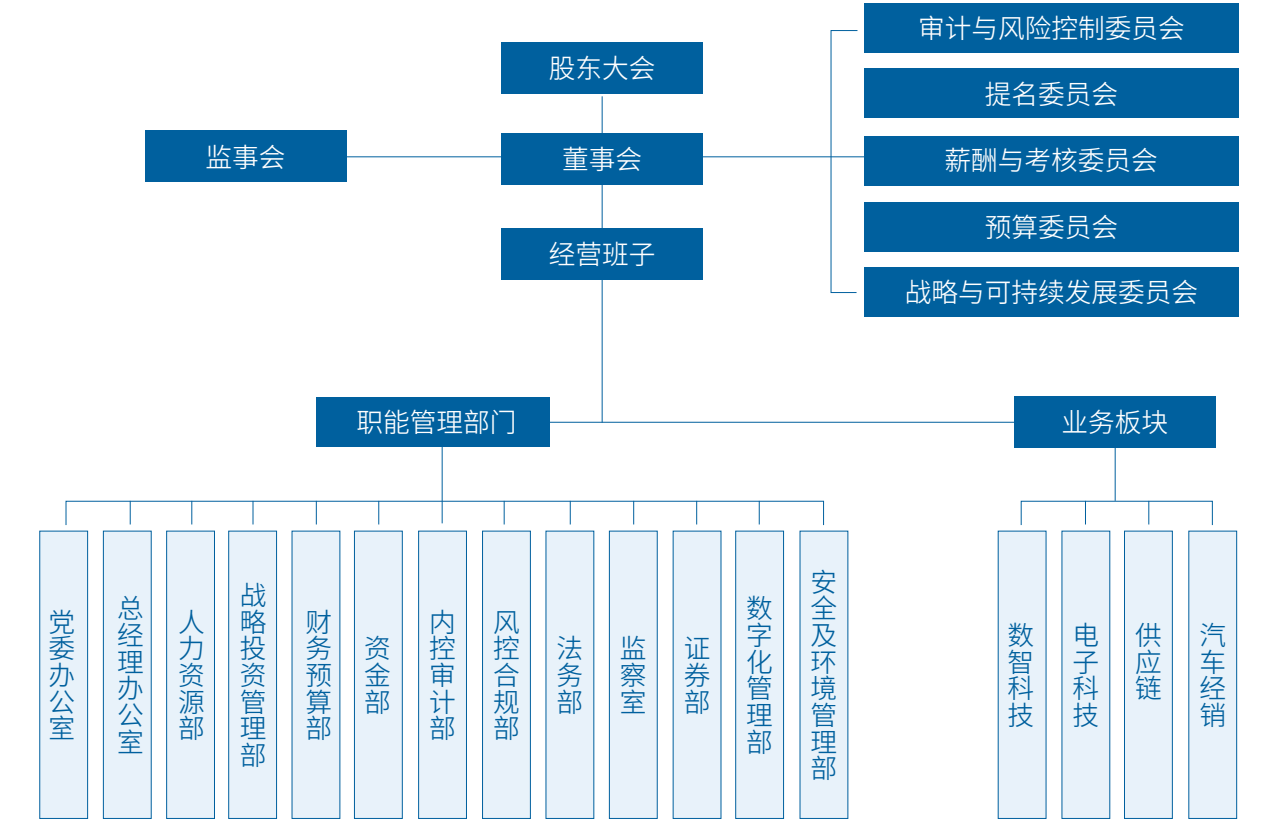 股东大会
监事会
董事会
经营班子
审计与风险控制委员会
提名委员会
薪酬与考核委员会
预算委员会
战略与可持续发展委员会
职能管理部门
业务板块
党委办公室
总经理办公室
人力资源部
战略投资管理部
财务预算部
资金部
内控审计部
风控合规部
法务部
监察室
证券部
数字化管理部
安全及环境管理部
数智科技
电子科技
供应链
汽车经销